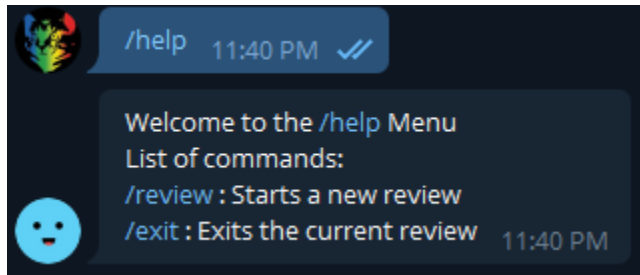 /help 11:40 PM
Welcome to the /help Menu
List of commands:
/review : Starts a new review
/exit : Exits the current review 11:40 PM